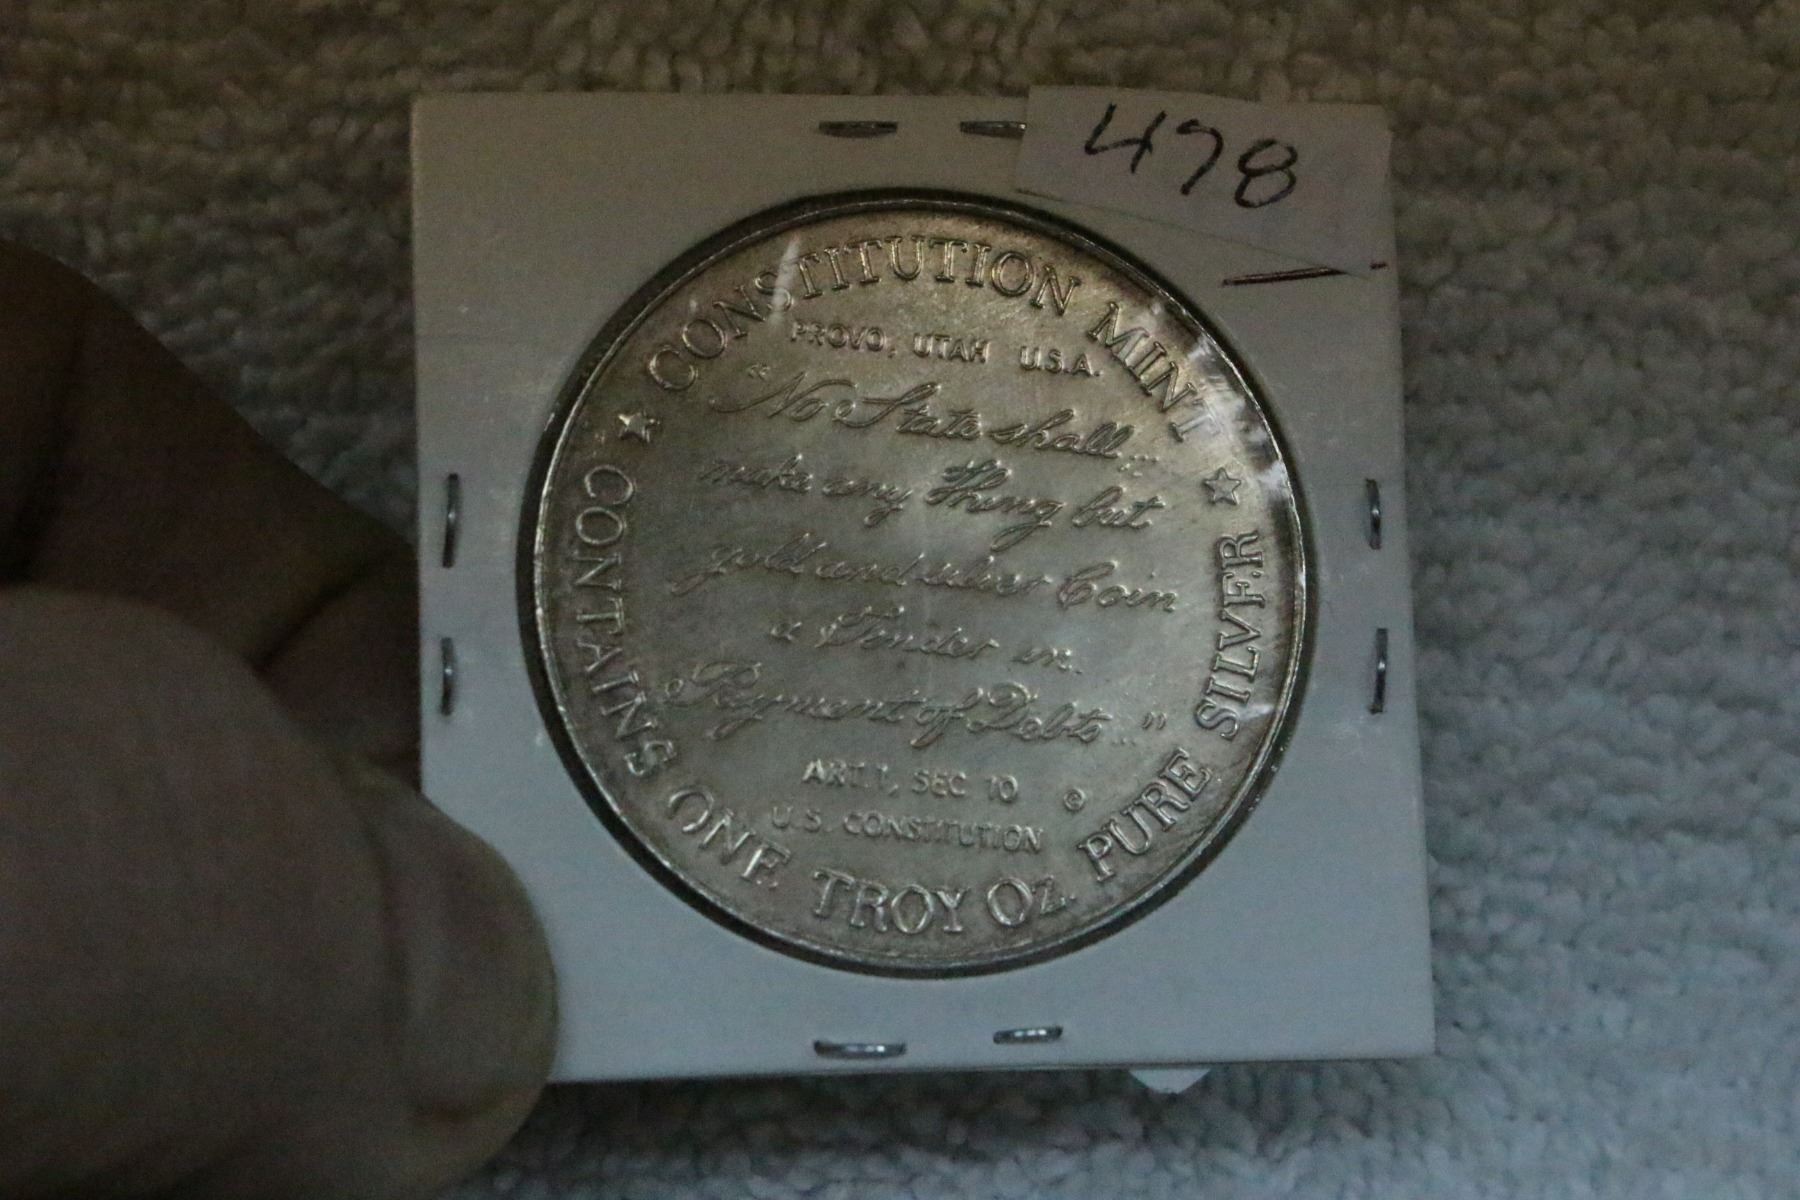 478
CONSTITUTION MINT
PROVO, UTAH U.S.A.
"No State shall...
make any Thing but
gold and silver Coin
a Tender in
Payment of Debts..."
ART. 1, SEC 10 ©
U.S. CONSTITUTION
CONTAINS ONE TROY OZ. PURE SILVER